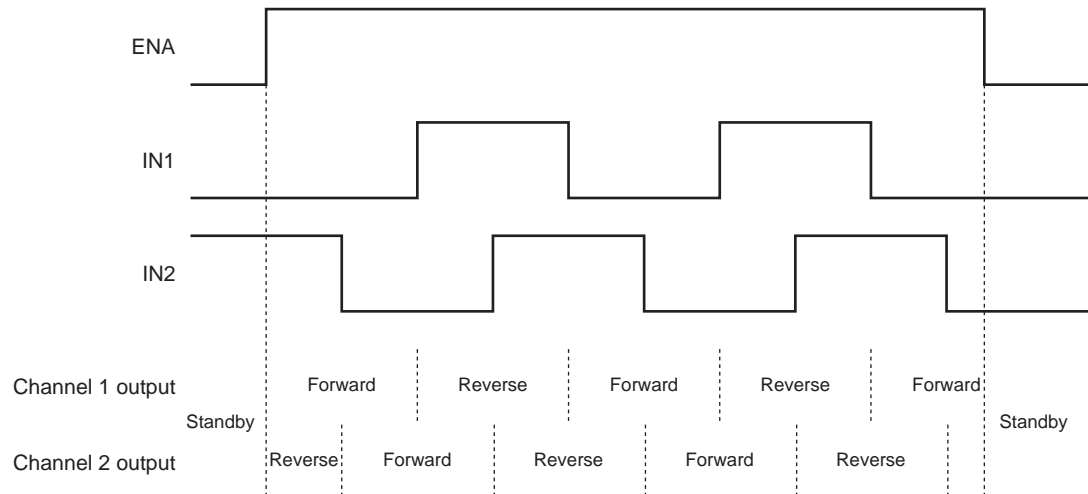 ENA
IN1
IN2
Channel 1 output
Forward
Reverse
Forward
Reverse
Forward
Standby
Standby
Channel 2 output
Reverse
Forward
Reverse
Forward
Reverse